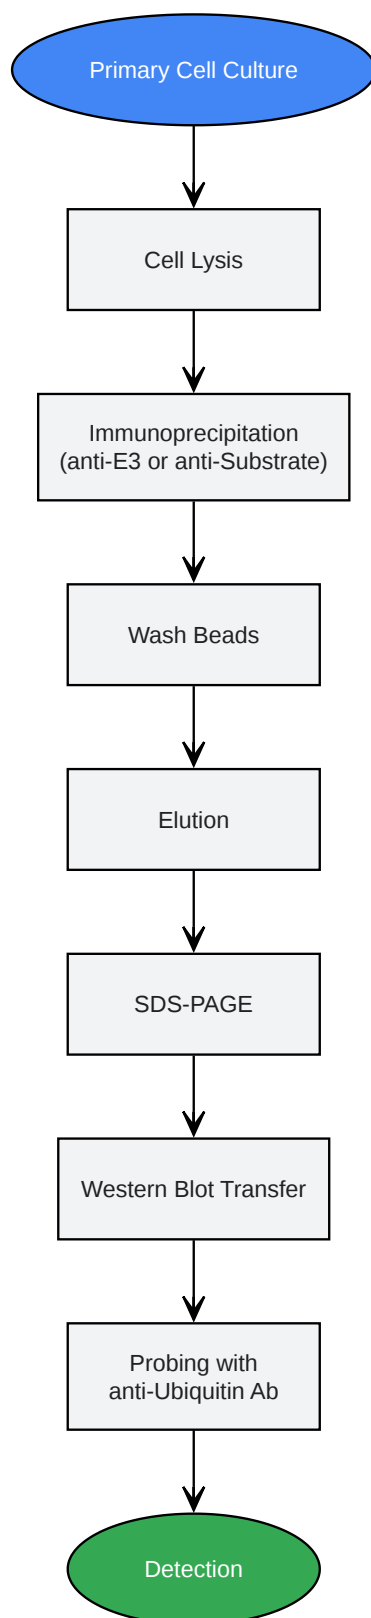 Primary Cell Culture
Cell Lysis
Immunoprecipitation
(anti-E3 or anti-Substrate)
Wash Beads
Elution
SDS-PAGE
Western Blot Transfer
Probing with
anti-Ubiquitin Ab
Detection